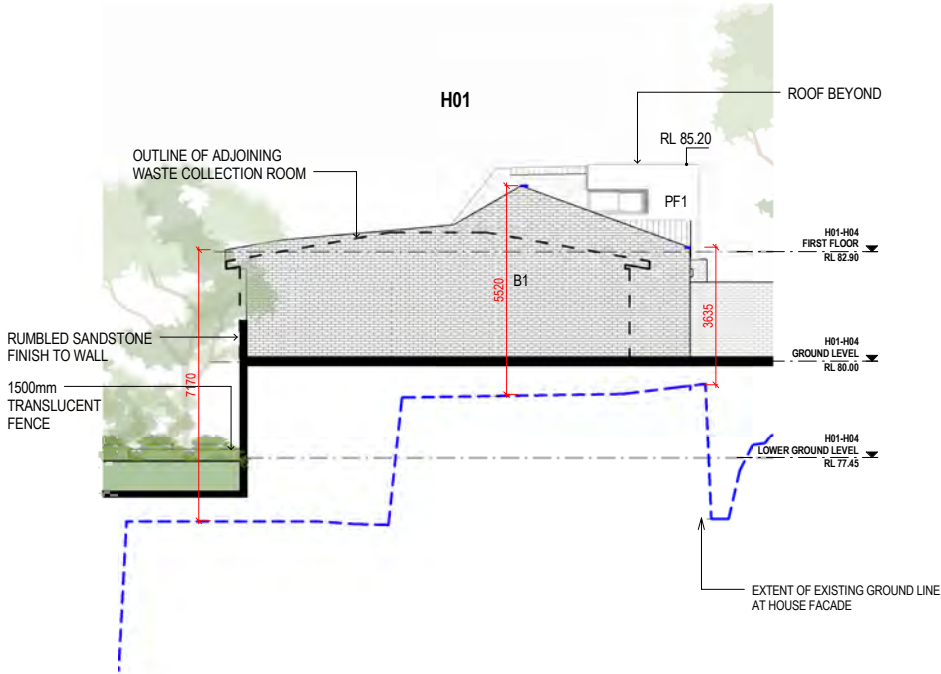 H01
ROOF BEYOND
RL 85.20
OUTLINE OF ADJOINING
WASTE COLLECTION ROOM
PF1
H01-H04
FIRST FLOOR
RL 82.90
B1
5520
3635
RUMBLED SANDSTONE
FINISH TO WALL
H01-H04
GROUND LEVEL
RL 80.00
7170
1500mm
TRANSLUCENT
FENCE
H01-H04
LOWER GROUND LEVEL
RL 77.45
EXTENT OF EXISTING GROUND LINE
AT HOUSE FACADE